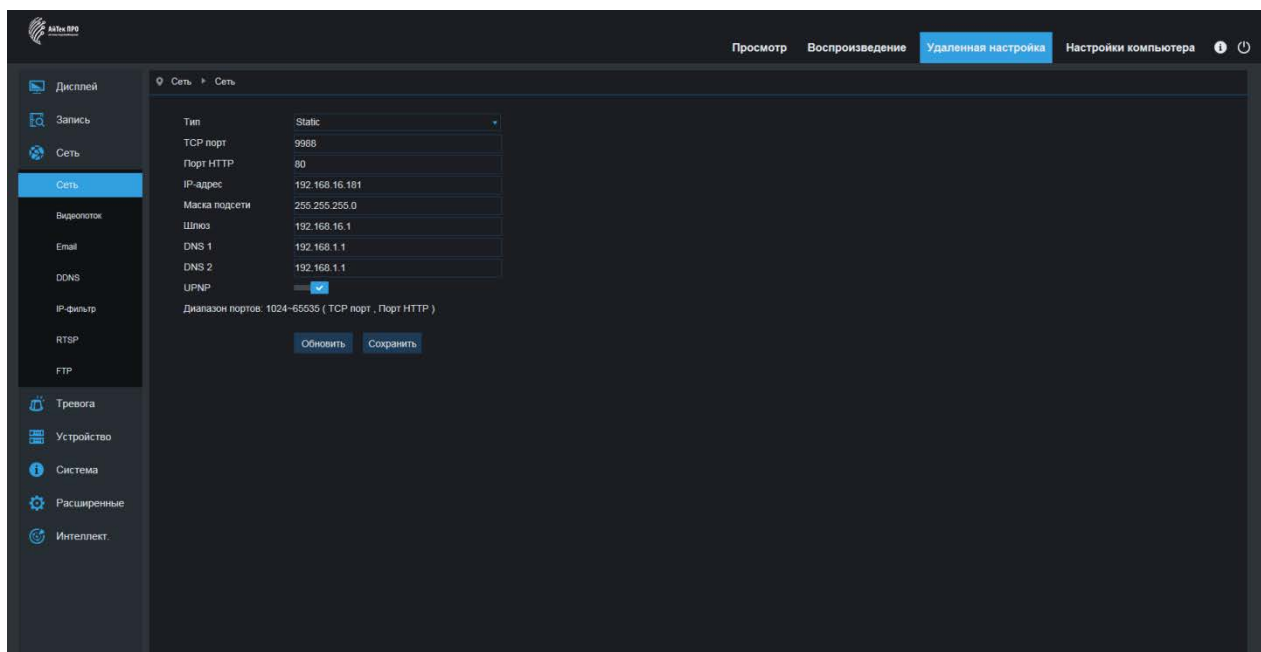 АйТек ПРО
Просмотр Воспроизведение Удаленная настройка Настройки компьютера
Дисплей
Запись
Сеть
Сеть
Видеопоток
Email
DDNS
IP-фильтр
RTSP
FTP
Тревога
Устройство
Система
Расширенные
Интеллект.
Сеть Сеть
Тип Static
TCP порт 9988
Порт HTTP 80
IP-адрес 192.168.16.181
Маска подсети 255.255.255.0
Шлюз 192.168.16.1
DNS 1 192.168.1.1
DNS 2 192.168.1.1
UPNP
Диапазон портов: 1024~65535 ( TCP порт , Порт HTTP )
Обновить Сохранить